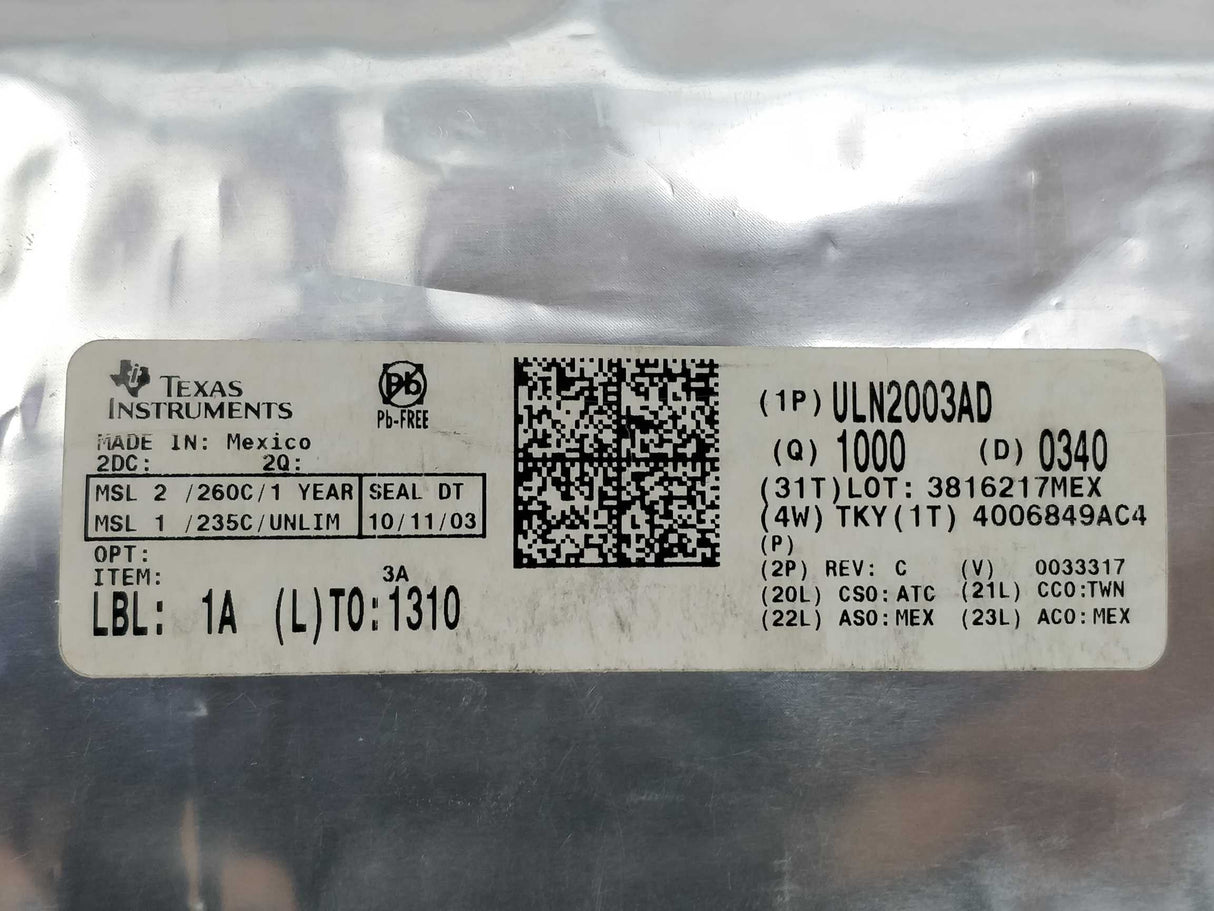 TEXAS
INSTRUMENTS
Pb
Pb-FREE
MADE IN: Mexico
2DC: 2Q:
MSL 2 /260C/1 YEAR SEAL DT
MSL 1 /235C/UNLIM 10/11/03
OPT:
ITEM: 3A
LBL: 1A (L)TO:1310
(1P) ULN2003AD
(Q) 1000 (D) 0340
(31T)LOT: 3816217MEX
(4W) TKY(1T) 4006849AC4
(P)
(2P) REV: C (V) 0033317
(20L) CSO:ATC (21L) CCO:TWN
(22L) ASO:MEX (23L) ACO:MEX